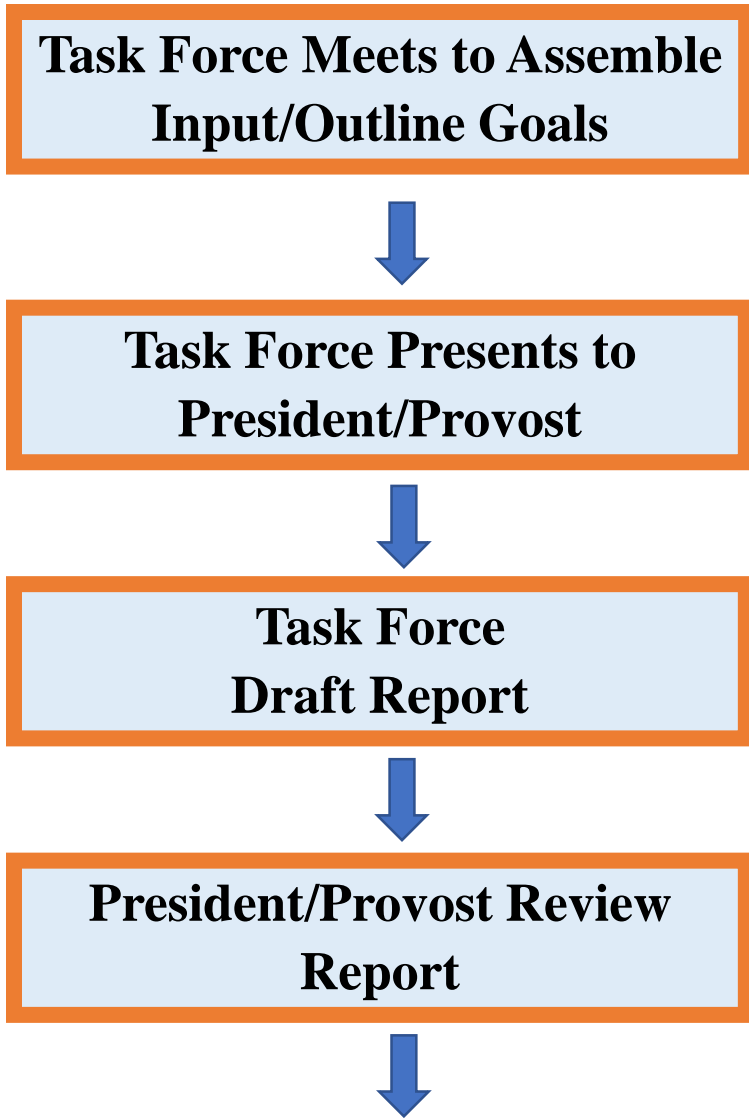 Task Force Meets to Assemble
Input/Outline Goals
Task Force Presents to
President/Provost
Task Force
Draft Report
President/Provost Review
Report